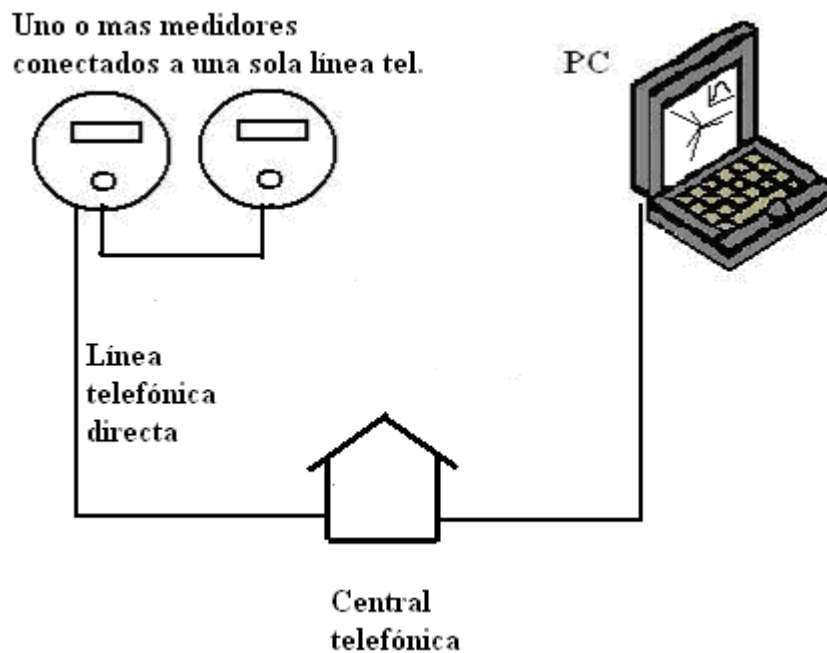 Uno o mas medidores
conectados a una sola línea tel.
PC
Línea
telefónica
directa
Central
telefónica